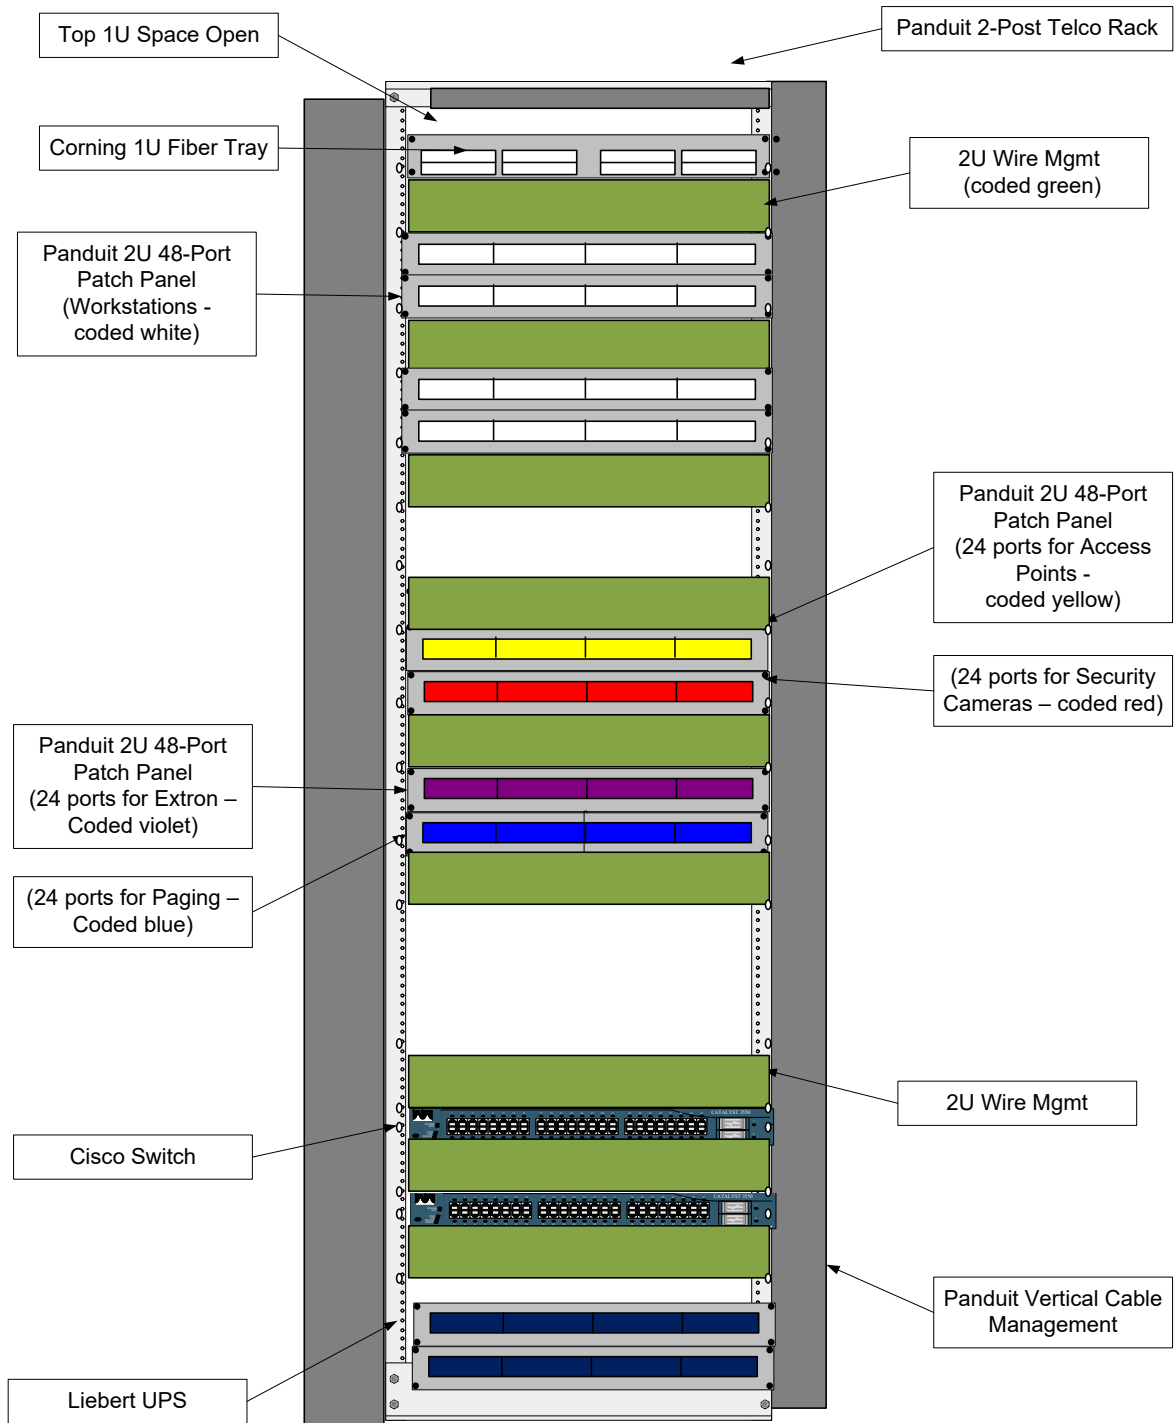 Top 1U Space Open
Panduit 2-Post Telco Rack
Corning 1U Fiber Tray
2U Wire Mgmt
(coded green)
Panduit 2U 48-Port
Patch Panel
(Workstations -
coded white)
Panduit 2U 48-Port
Patch Panel
(24 ports for Access
Points -
coded yellow)
(24 ports for Security
Cameras – coded red)
Panduit 2U 48-Port
Patch Panel
(24 ports for Extron –
Coded violet)
(24 ports for Paging –
Coded blue)
2U Wire Mgmt
CATALYST 3550
Cisco Switch
CATALYST 3550
Panduit Vertical Cable
Management
Liebert UPS